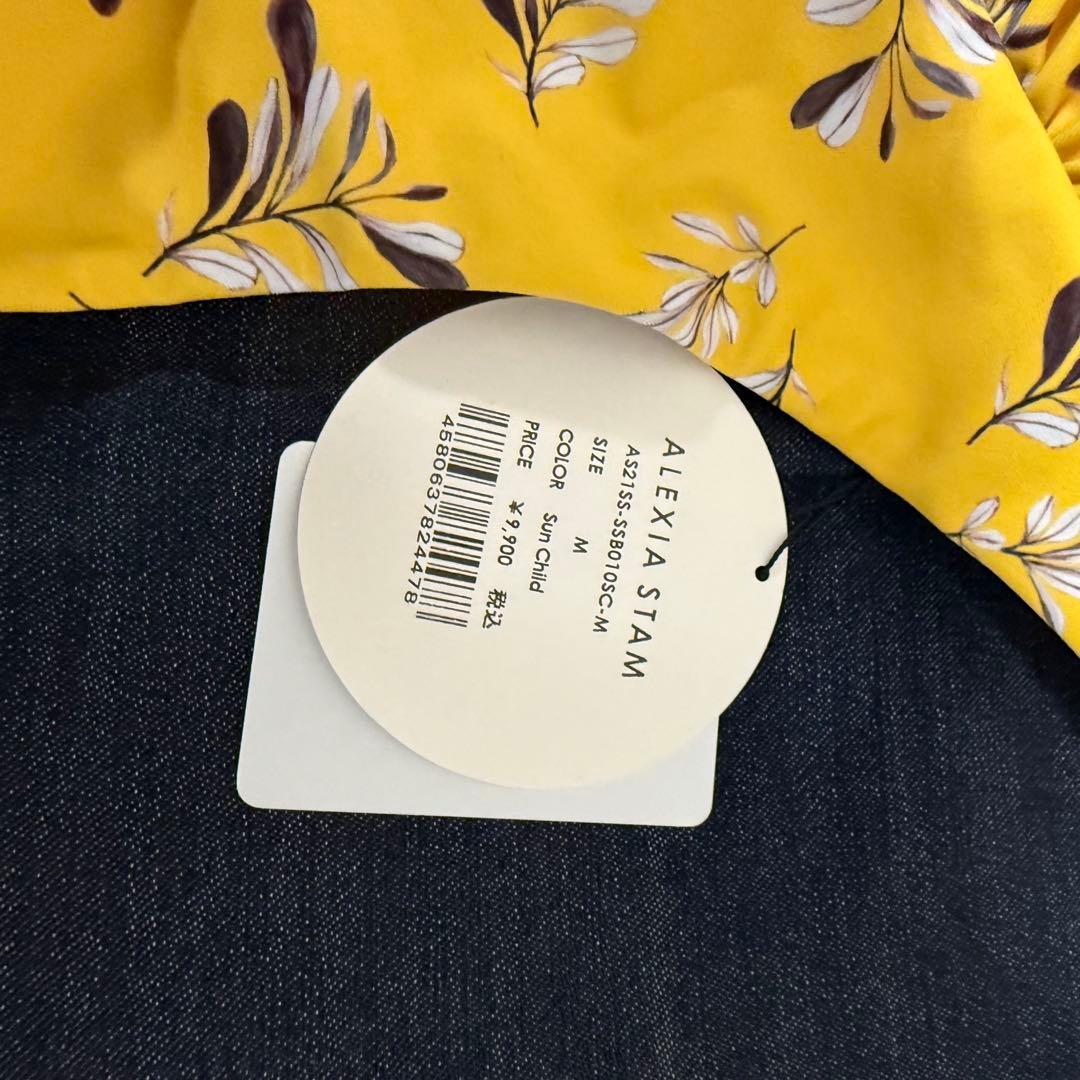 ALEXIA STAM
AS21SS-SSB010SC-M
SIZE M
COLOR Sun Child
PRICE ¥9,900 税込
4580637824478